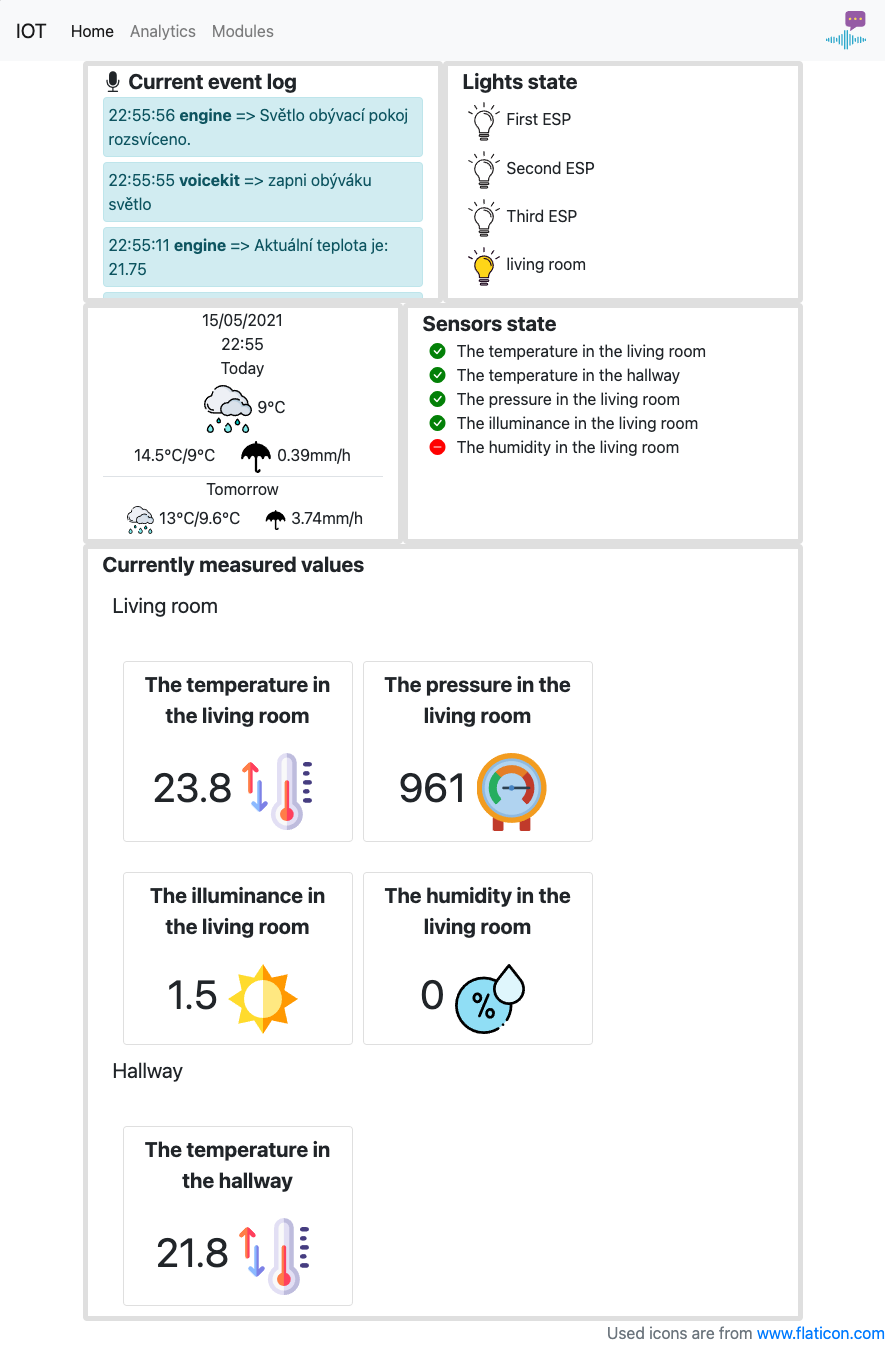 IOT Home Analytics Modules
Current event log
22:55:56 engine => Světlo obývací pokoj
rozsvíceno.
22:55:55 voicekit => zapni obýváku
světlo
22:55:11 engine => Aktuální teplota je:
21.75
Lights state
First ESP
Second ESP
Third ESP
living room
15/05/2021
22:55
Today
9°C
14.5°C/9°C 0.39mm/h
Tomorrow
13°C/9.6°C 3.74mm/h
Sensors state
The temperature in the living room
The temperature in the hallway
The pressure in the living room
The illuminance in the living room
The humidity in the living room
Currently measured values
Living room
The temperature in
the living room
23.8
The pressure in the
living room
961
The illuminance in
the living room
1.5
The humidity in the
living room
0
%
Hallway
The temperature in
the hallway
21.8
Used icons are from www.flaticon.com